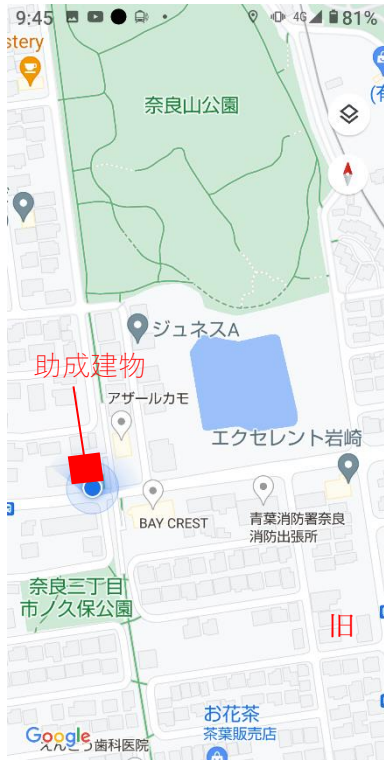 9:45
4G
81%
stery
奈良山公園
(有
ジュネスA
助成建物
アザールカモ
エクセレント岩崎
BAY CREST
青葉消防署奈良
消防出張所
奈良三丁目
市ノ久保公園
旧
お花茶
茶葉販売店
Google
歯科医院